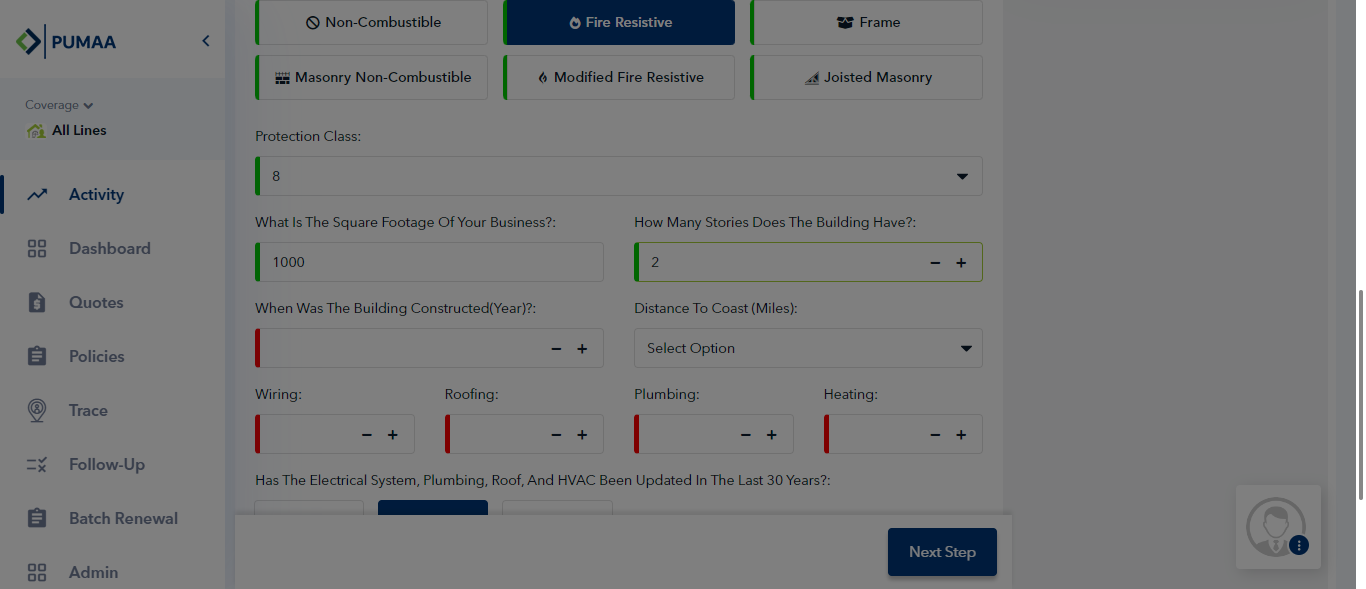 PUMAA
Coverage
All Lines
Activity
Dashboard
Quotes
Policies
Trace
Follow-Up
Batch Renewal
Admin
Non-Combustible
Fire Resistive
Frame
Masonry Non-Combustible
Modified Fire Resistive
Joisted Masonry
Protection Class:
8
What Is The Square Footage Of Your Business?:
How Many Stories Does The Building Have?:
1000
2
When Was The Building Constructed(Year)?:
Distance To Coast (Miles):
Select Option
Wiring:
Roofing:
Plumbing:
Heating:
Has The Electrical System, Plumbing, Roof, And HVAC Been Updated In The Last 30 Years?:
Next Step